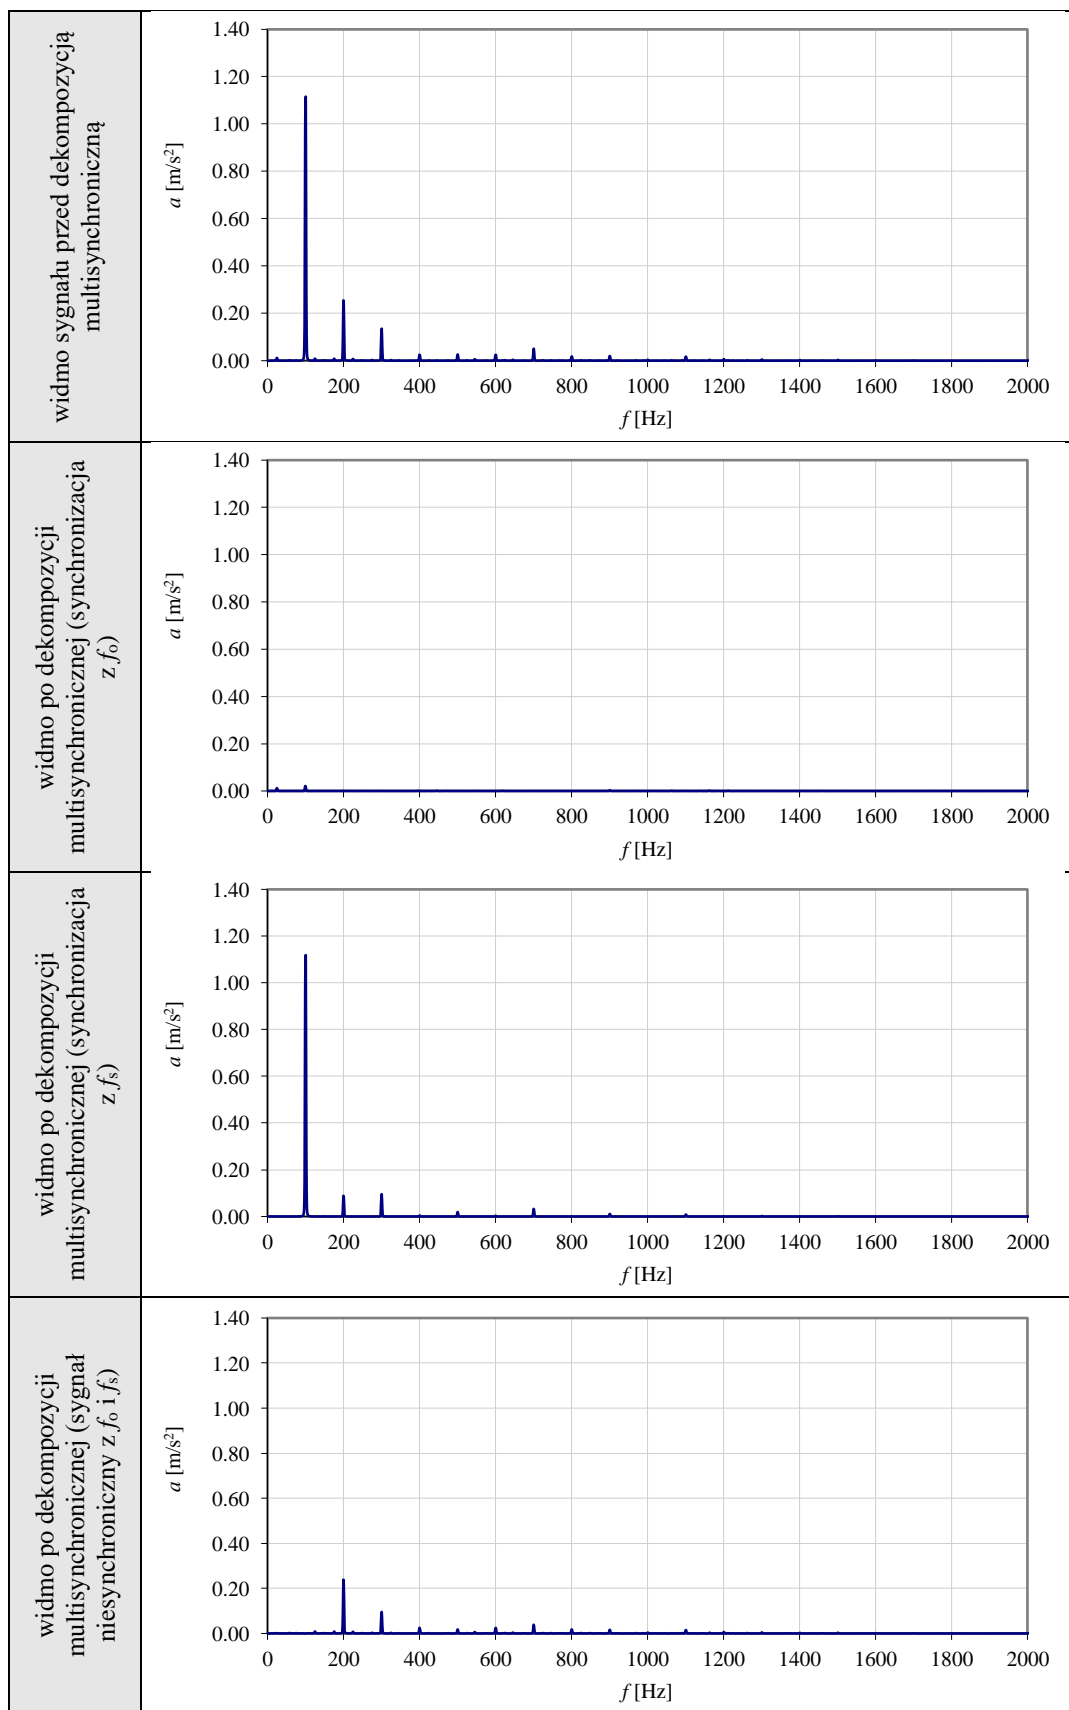 widmo sygnału przed dekompozycją
multisynchroniczną
1.40
1.20
1.00
0.80
0.60
0.40
0.20
0.00
a [m/s²]
0 200 400 600 800 1000 1200 1400 1600 1800 2000
f [Hz]
widmo po dekompozycji
multisynchronicznej (synchronizacja
z fo)
1.40
1.20
1.00
0.80
0.60
0.40
0.20
0.00
a [m/s²]
0 200 400 600 800 1000 1200 1400 1600 1800 2000
f [Hz]
widmo po dekompozycji
multisynchronicznej (synchronizacja
z fs)
1.40
1.20
1.00
0.80
0.60
0.40
0.20
0.00
a [m/s²]
0 200 400 600 800 1000 1200 1400 1600 1800 2000
f [Hz]
widmo po dekompozycji
multisynchronicznej (sygnał
niesynchroniczny z fo i fs)
1.40
1.20
1.00
0.80
0.60
0.40
0.20
0.00
a [m/s²]
0 200 400 600 800 1000 1200 1400 1600 1800 2000
f [Hz]